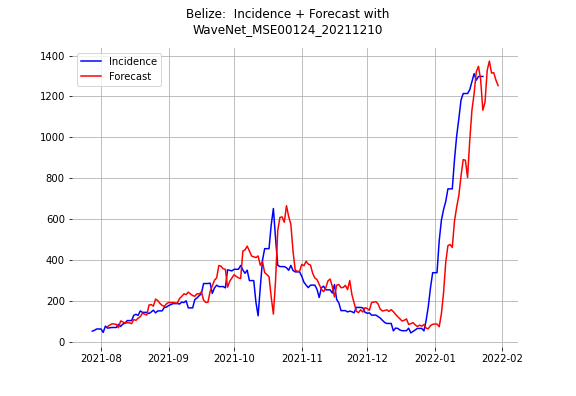 Belize:  Incidence + Forecast with
WaveNet_MSE00124_20211210
Incidence
Forecast
1400
1200
1000
800
600
400
200
0
2021-08 2021-09 2021-10 2021-11 2021-12 2022-01 2022-02